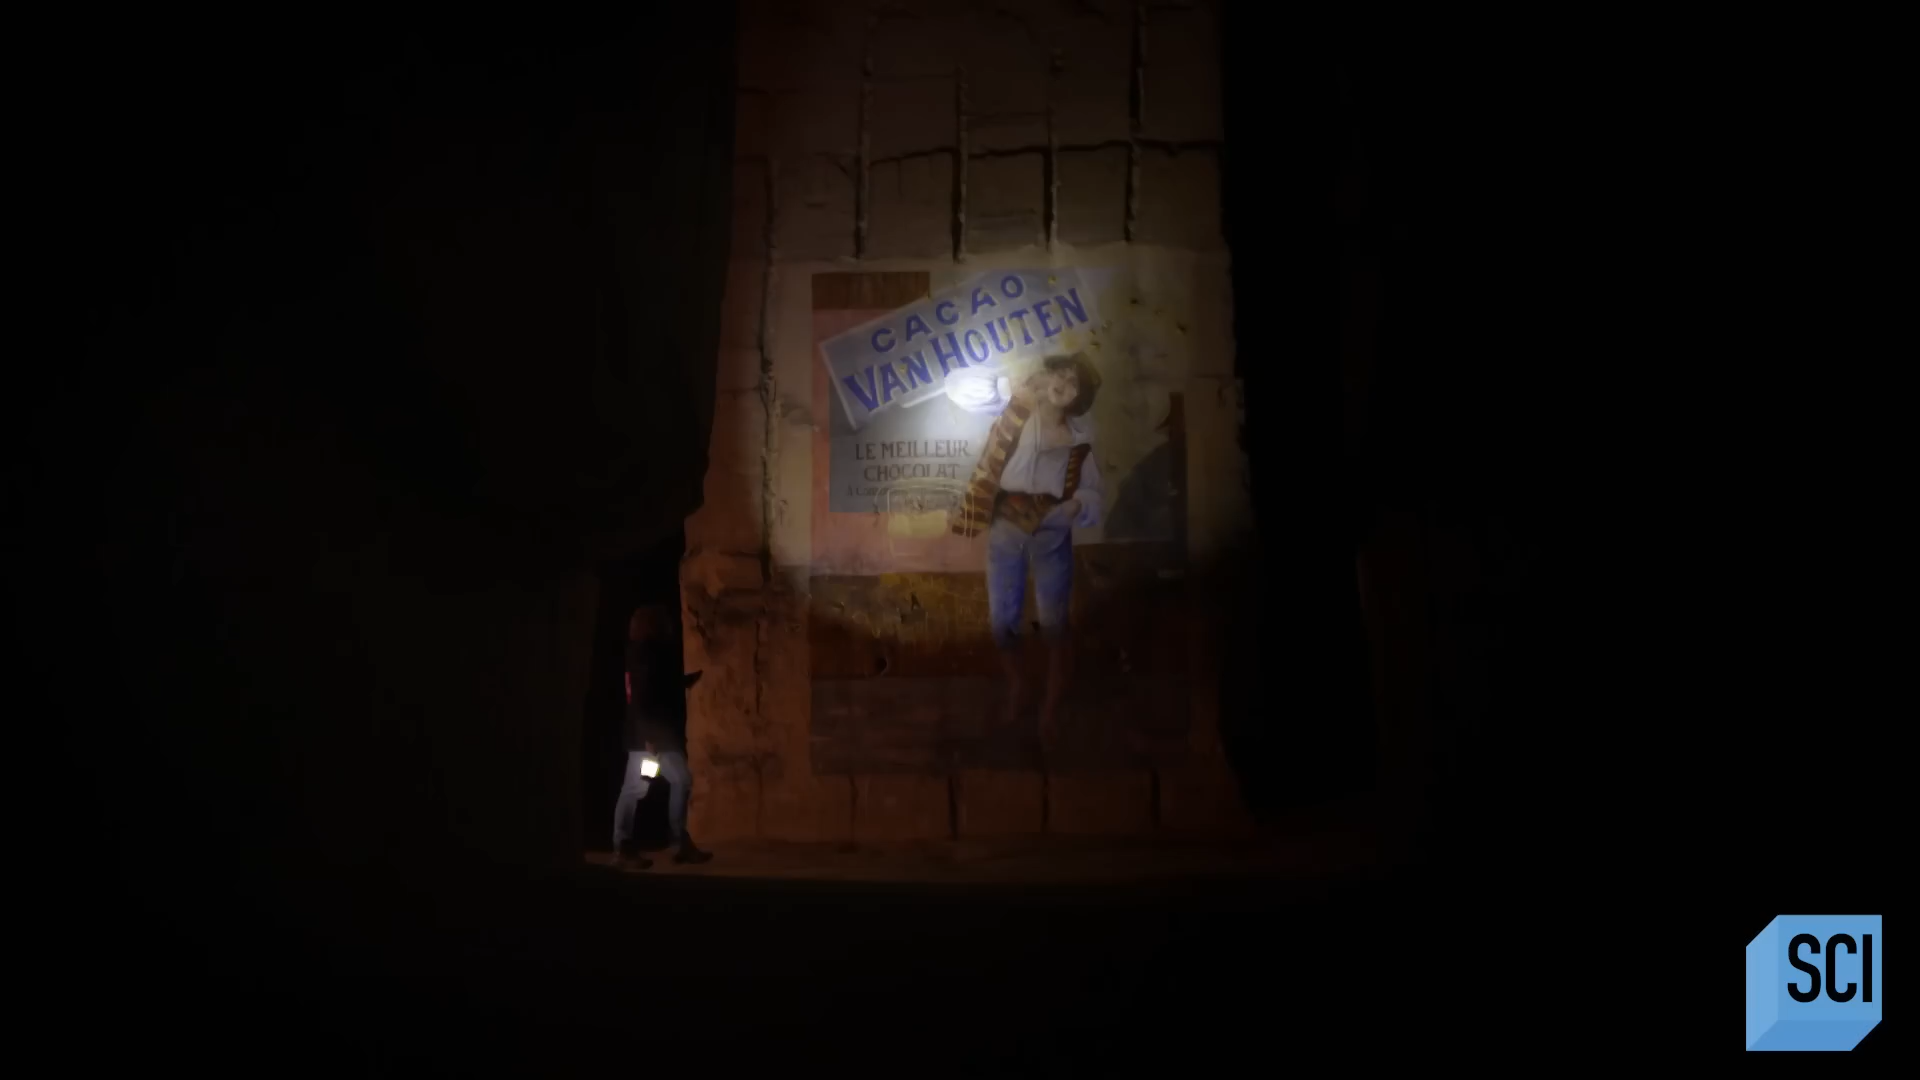 CACAO
VAN HOUTEN
LE MEILLEUR
CHOCOLAT
SCI